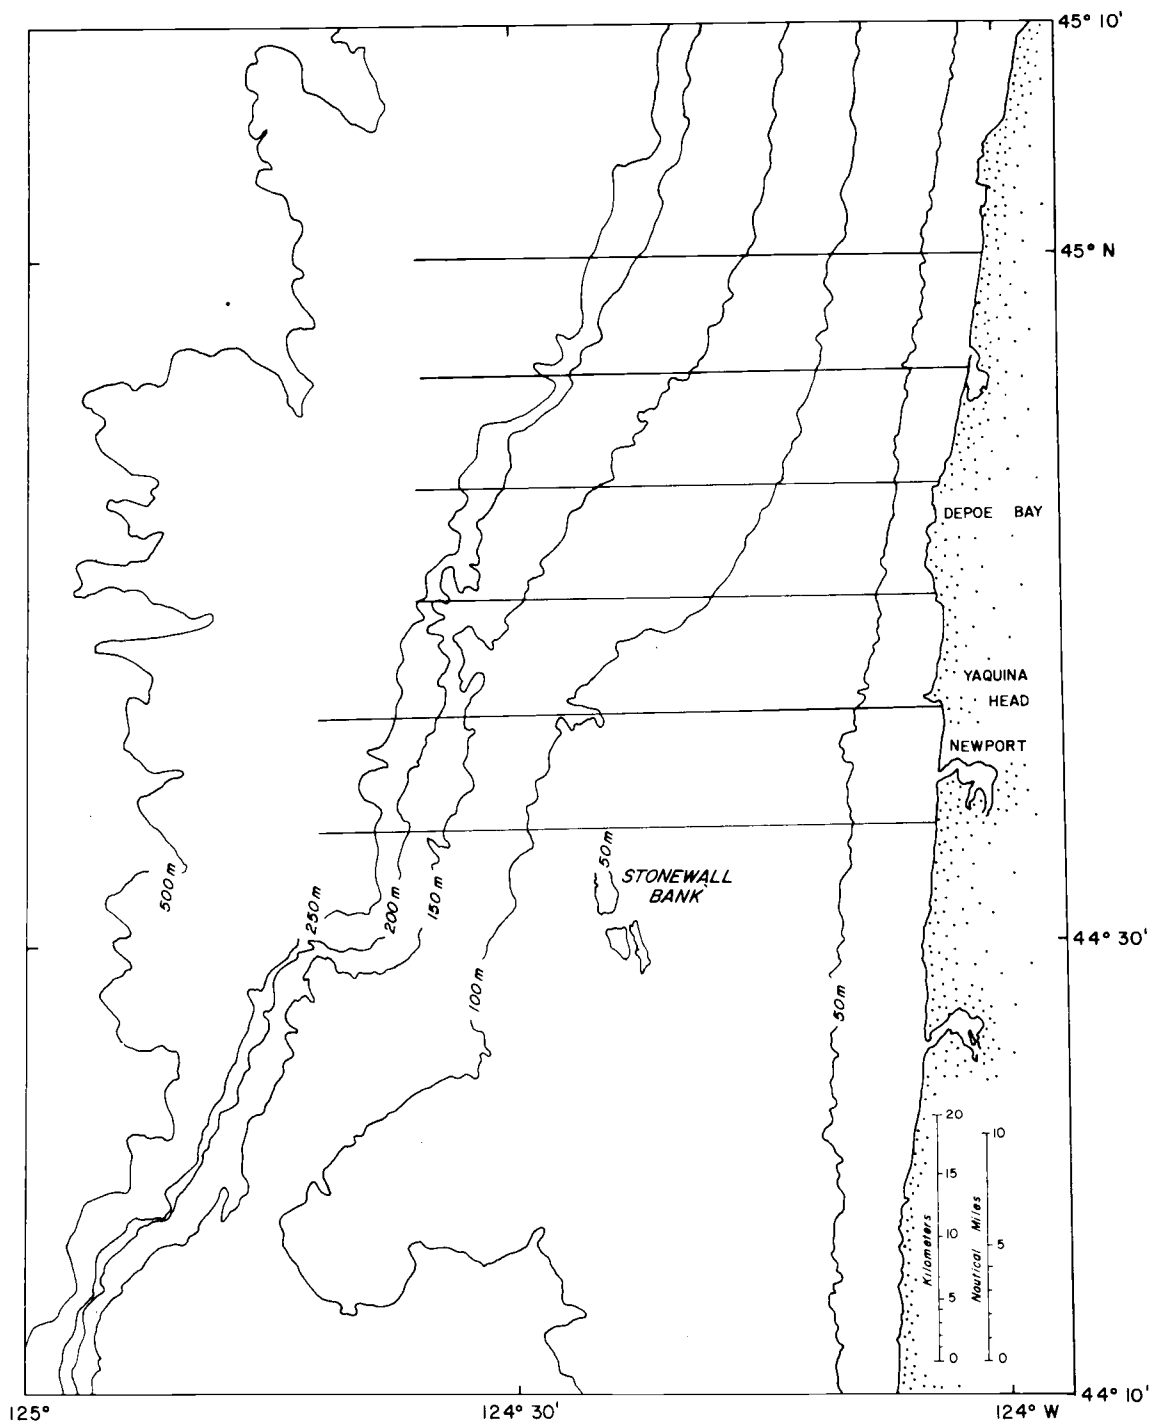 45° 10'
45° N
DEPOE BAY
YAQUINA
HEAD
NEWPORT
50m
STONEWALL
BANK
500m
250m
200m
150m
44° 30'
100m
50m
20
10
15
Kilometers
10
Nautical Miles
5
5
0
0
44° 10'
125°
124° 30'
124° W